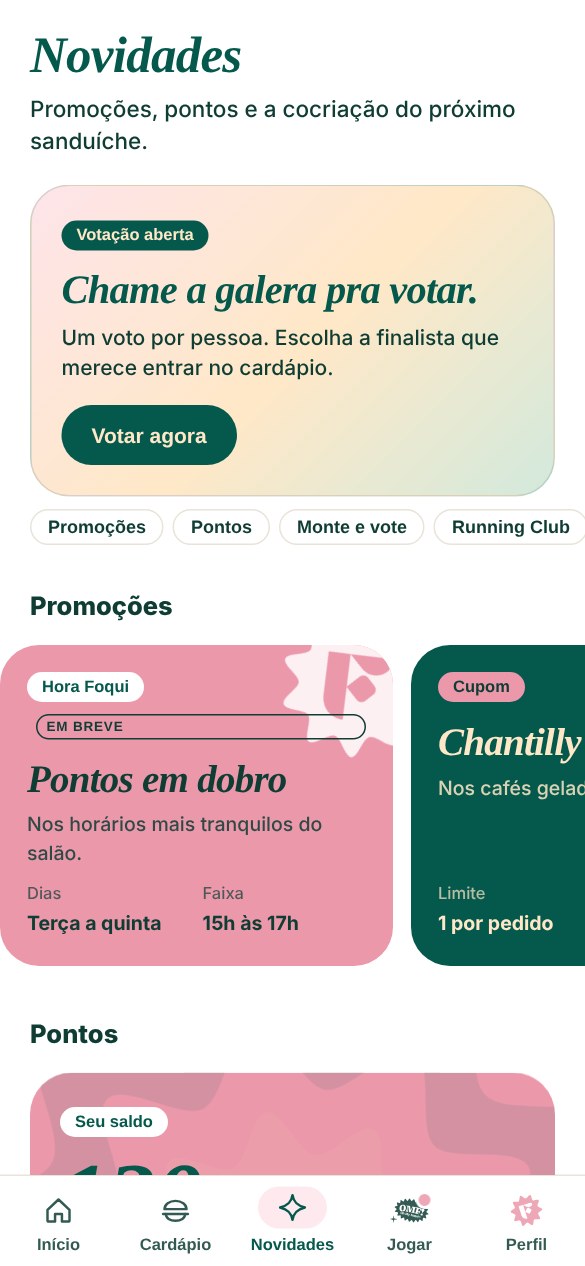 Novidades
Promoções, pontos e a cocriação do próximo
sanduíche.
Votação aberta
Chame a galera pra votar.
Um voto por pessoa. Escolha a finalista que
merece entrar no cardápio.
Votar agora
Promoções
Pontos
Monte e vote
Running Club
Promoções
Hora Foqui
EM BREVE
Pontos em dobro
Nos horários mais tranquilos do
salão.
Dias
Faixa
Terça a quinta
15h às 17h
Cupom
Chantilly
Nos cafés
Limite
1 por pedido
Pontos
Seu saldo
Início
Cardápio
Novidades
OMG!
Jogar
Perfil